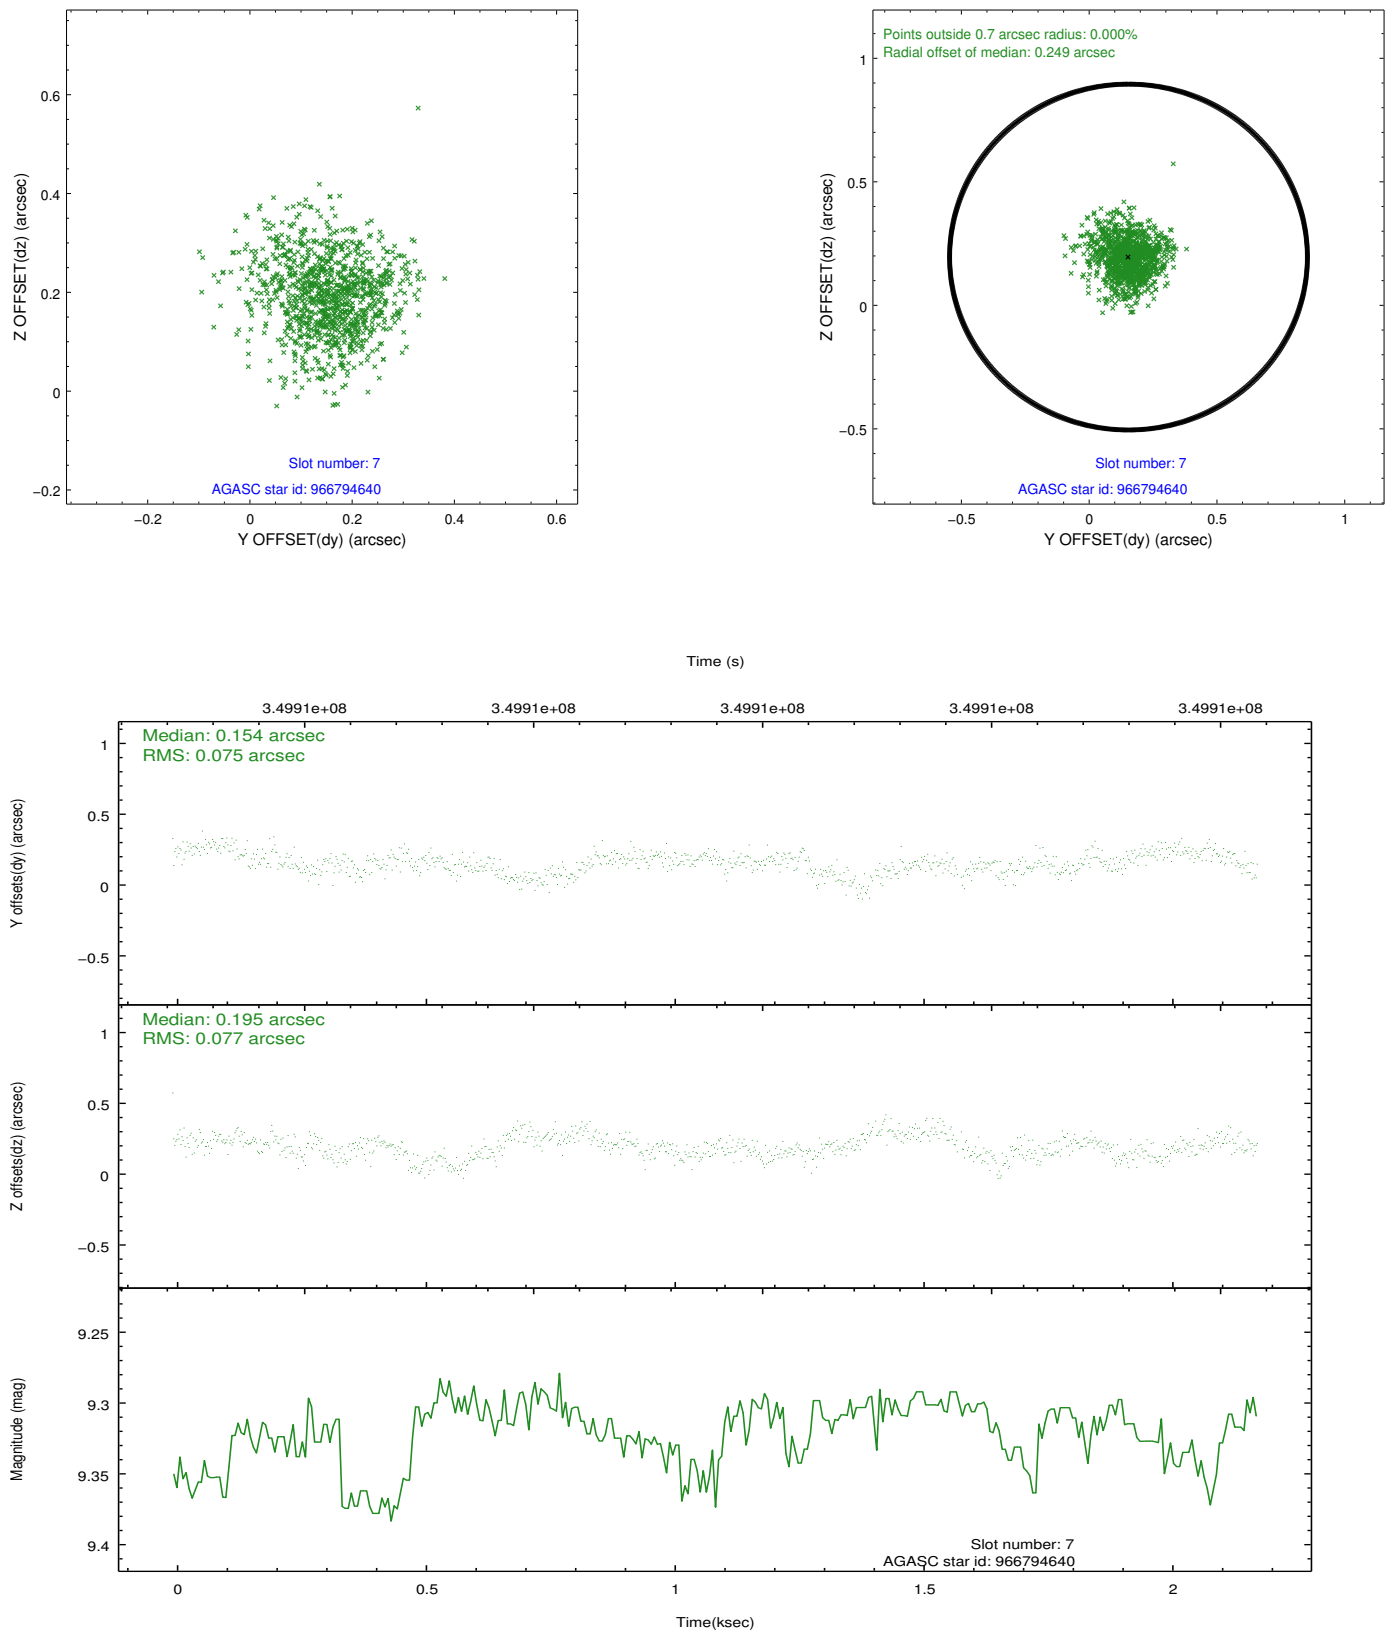 0.6
0.4
0.2
0
−0.2
Z OFFSET(dz) (arcsec)
Slot number: 7
AGASC star id: 966794640
−0.2 0 0.2 0.4 0.6
Y OFFSET(dy) (arcsec)
Points outside 0.7 arcsec radius: 0.000%
Radial offset of median: 0.249 arcsec
1
0.5
0
−0.5
Z OFFSET(dz) (arcsec)
Slot number: 7
AGASC star id: 966794640
−0.5 0 0.5 1
Y OFFSET(dy) (arcsec)
Time (s)
3.4991e+08 3.4991e+08 3.4991e+08 3.4991e+08 3.4991e+08
Median: 0.154 arcsec
RMS: 0.075 arcsec
1
0.5
0
−0.5
Y offsets(dy) (arcsec)
Median: 0.195 arcsec
RMS: 0.077 arcsec
1
0.5
0
−0.5
Z offsets(dz) (arcsec)
9.25
9.3
9.35
9.4
Magnitude (mag)
Slot number: 7
AGASC star id: 966794640
0 0.5 1 1.5 2
Time(ksec)